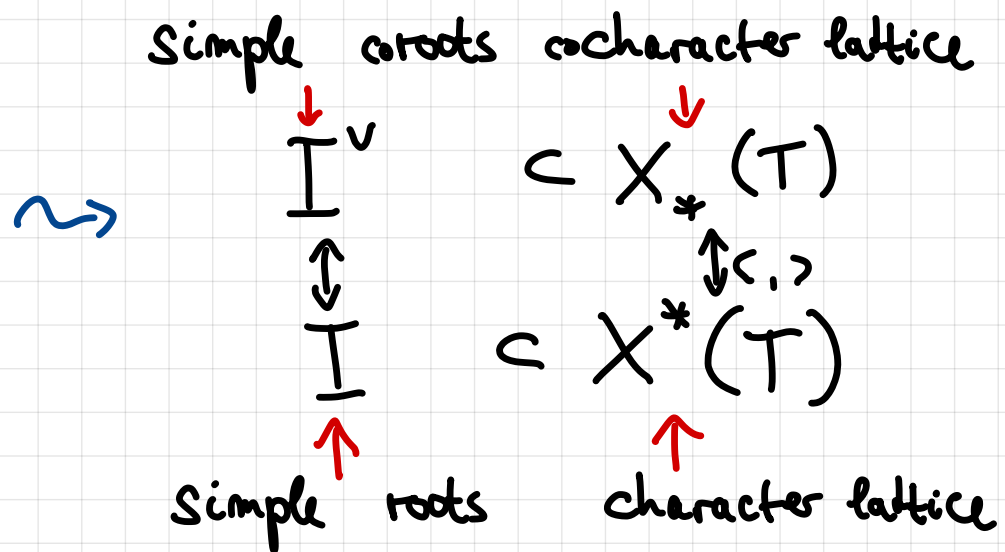 simple coroots cocharacter lattice
↓ ↓
I^∨ ⊂ X_*(T)
⇝
↕ ↕ ⟨ , ⟩
I ⊂ X^*(T)
↑ ↑
simple roots character lattice